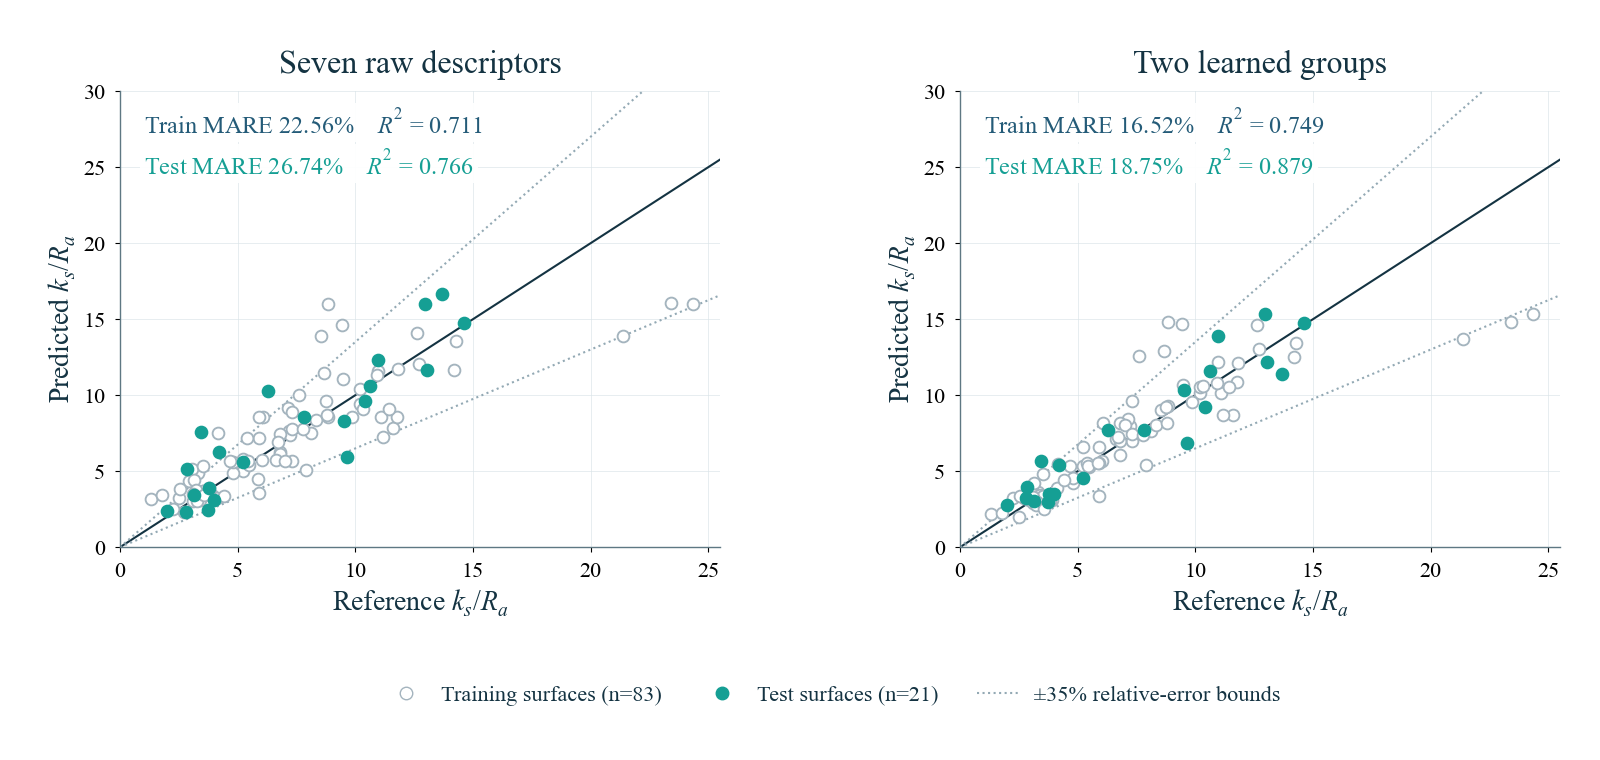 Seven raw descriptors
Train MARE 22.56% R² = 0.711
Test MARE 26.74% R² = 0.766
30
25
20
15
10
5
0
0 5 10 15 20 25
Predicted kₛ/Rₐ
Reference kₛ/Rₐ
Two learned groups
Train MARE 16.52% R² = 0.749
Test MARE 18.75% R² = 0.879
30
25
20
15
10
5
0
0 5 10 15 20 25
Predicted kₛ/Rₐ
Reference kₛ/Rₐ
Training surfaces (n=83) Test surfaces (n=21) ±35% relative-error bounds